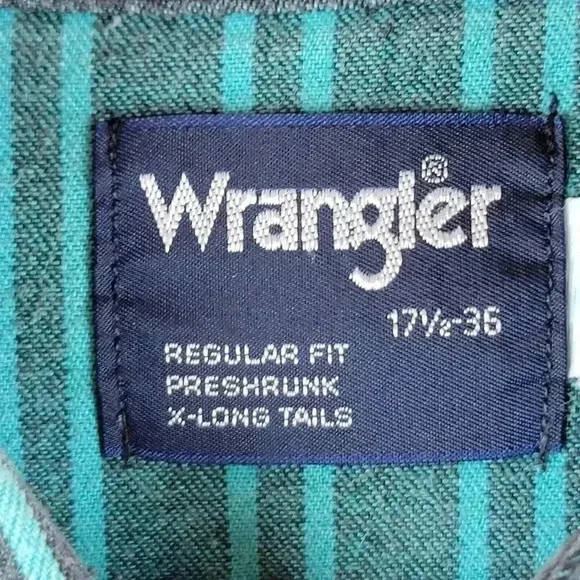 Wrangler®
17½-36
REGULAR FIT
PRESHRUNK
X-LONG TAILS